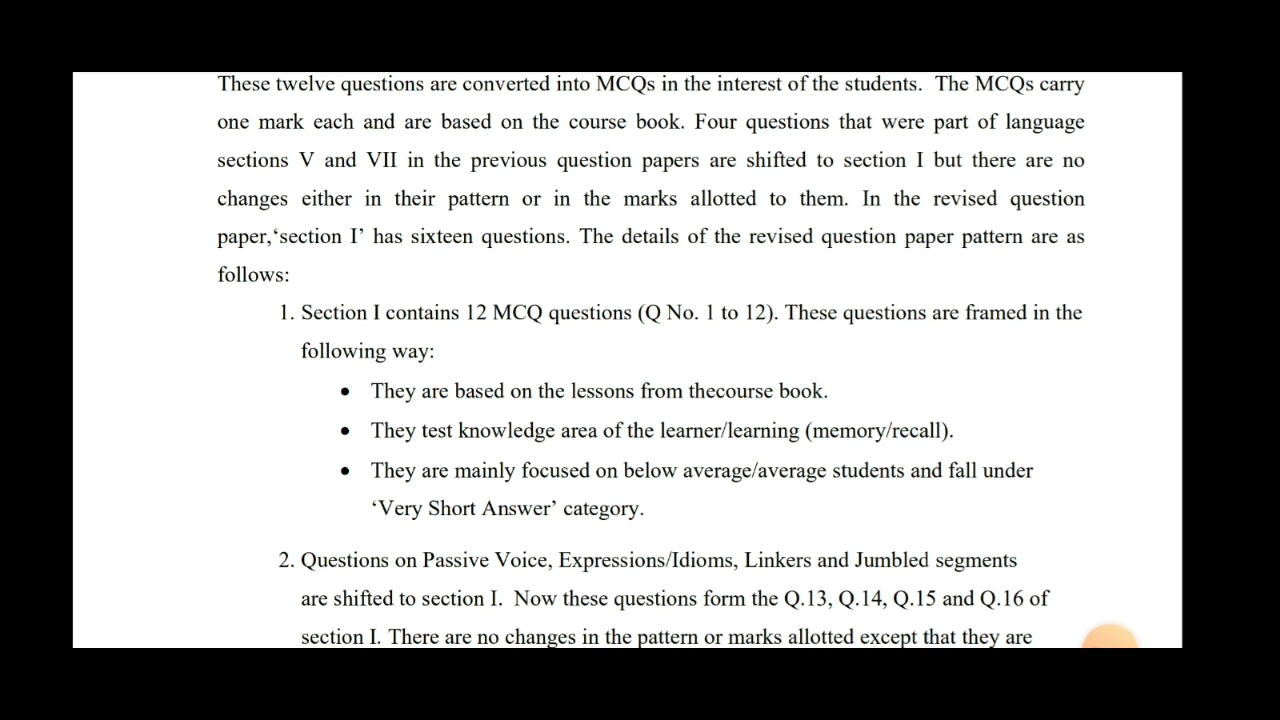 These twelve questions are converted into MCQs in the interest of the students. The MCQs carry
one mark each and are based on the course book. Four questions that were part of language
sections V and VII in the previous question papers are shifted to section I but there are no
changes either in their pattern or in the marks allotted to them. In the revised question
paper,‘section I’ has sixteen questions. The details of the revised question paper pattern are as
follows:
1. Section I contains 12 MCQ questions (Q No. 1 to 12). These questions are framed in the
following way:
• They are based on the lessons from thecourse book.
• They test knowledge area of the learner/learning (memory/recall).
• They are mainly focused on below average/average students and fall under
‘Very Short Answer’ category.
2. Questions on Passive Voice, Expressions/Idioms, Linkers and Jumbled segments
are shifted to section I. Now these questions form the Q.13, Q.14, Q.15 and Q.16 of
section I. There are no changes in the pattern or marks allotted except that they are